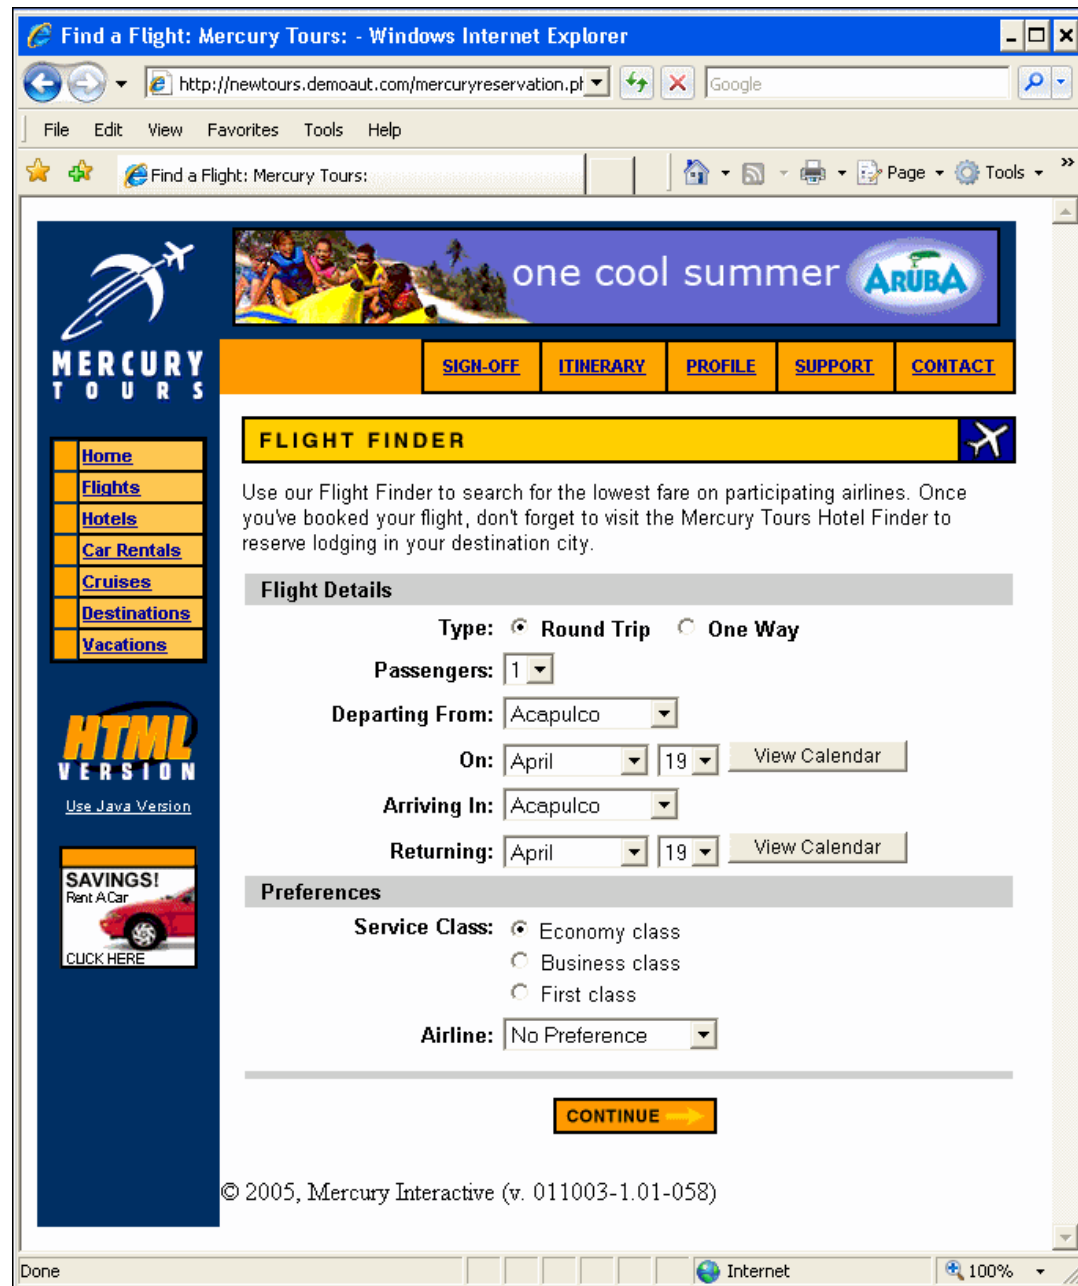 Find a Flight: Mercury Tours: - Windows Internet Explorer
http://newtours.demoaut.com/mercuryreservation.ph
Google
File Edit View Favorites Tools Help
Find a Flight: Mercury Tours:
Page Tools »
one cool summer ARUBA
MERCURY
TOURS
SIGN-OFF ITINERARY PROFILE SUPPORT CONTACT
FLIGHT FINDER
Home
Flights
Hotels
Car Rentals
Cruises
Destinations
Vacations
HTML
VERSION
Use Java Version
SAVINGS!
Rent A Car
CLICK HERE
Use our Flight Finder to search for the lowest fare on participating airlines. Once
you've booked your flight, don't forget to visit the Mercury Tours Hotel Finder to
reserve lodging in your destination city.
Flight Details
Type: Round Trip One Way
Passengers: 1
Departing From: Acapulco
On: April 19 View Calendar
Arriving In: Acapulco
Returning: April 19 View Calendar
Preferences
Service Class: Economy class
Business class
First class
Airline: No Preference
CONTINUE
© 2005, Mercury Interactive (v. 011003-1.01-058)
Done Internet 100%